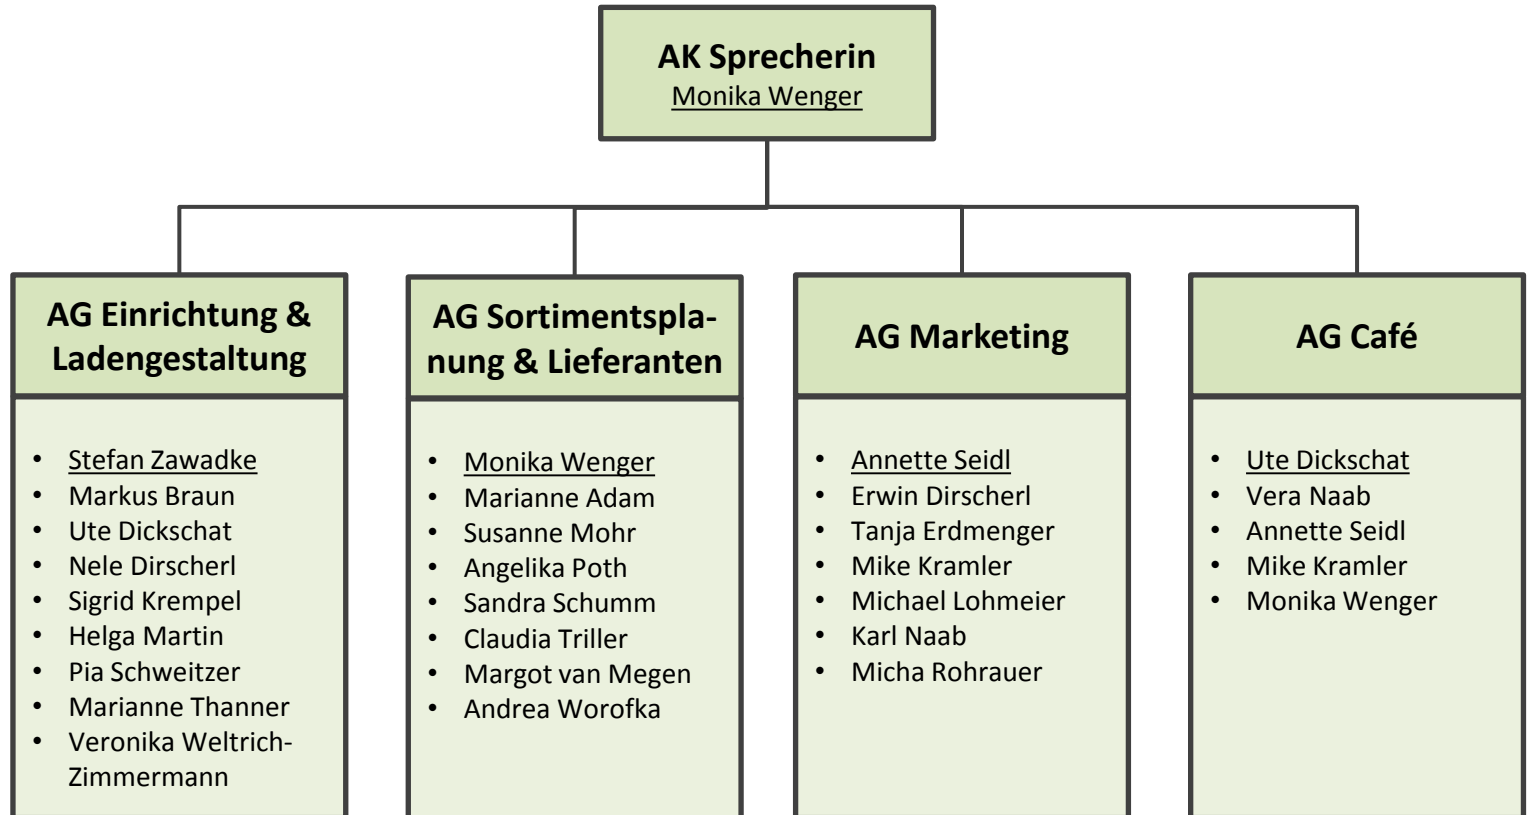 AK Sprecherin
Monika Wenger
AG Einrichtung &
Ladengestaltung
• Stefan Zawadke
• Markus Braun
• Ute Dickschat
• Nele Dirscherl
• Sigrid Krempel
• Helga Martin
• Pia Schweitzer
• Marianne Thanner
• Veronika Weltrich-
Zimmermann
AG Sortimentspla-
nung & Lieferanten
• Monika Wenger
• Marianne Adam
• Susanne Mohr
• Angelika Poth
• Sandra Schumm
• Claudia Triller
• Margot van Megen
• Andrea Worofka
AG Marketing
• Annette Seidl
• Erwin Dirscherl
• Tanja Erdmenger
• Mike Kramler
• Michael Lohmeier
• Karl Naab
• Micha Rohrauer
AG Café
• Ute Dickschat
• Vera Naab
• Annette Seidl
• Mike Kramler
• Monika Wenger